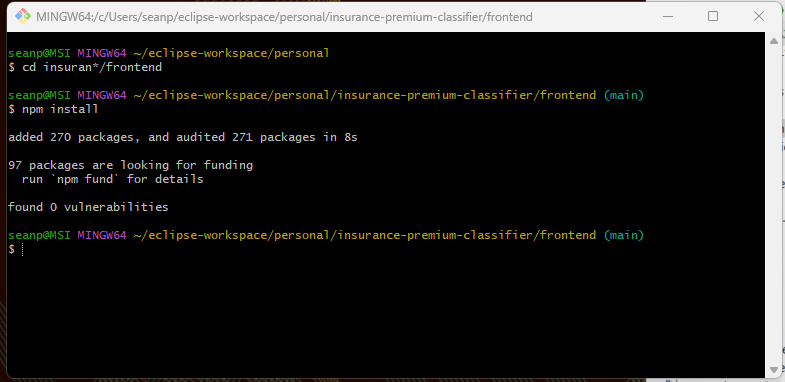 MINGW64:/c/Users/seanp/eclipse-workspace/personal/insurance-premium-classifier/frontend
seanp@MSI MINGW64 ~/eclipse-workspace/personal
$ cd insuran*/frontend
seanp@MSI MINGW64 ~/eclipse-workspace/personal/insurance-premium-classifier/frontend (main)
$ npm install
added 270 packages, and audited 271 packages in 8s
97 packages are looking for funding
run `npm fund` for details
found 0 vulnerabilities
seanp@MSI MINGW64 ~/eclipse-workspace/personal/insurance-premium-classifier/frontend (main)
$